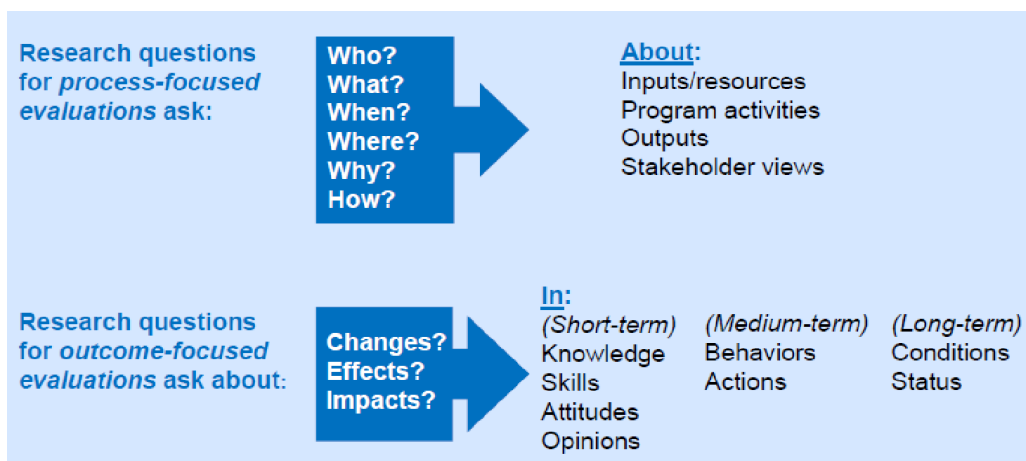 Research questions
for process-focused
evaluations ask:
Who?
What?
When?
Where?
Why?
How?
About:
Inputs/resources
Program activities
Outputs
Stakeholder views
Research questions
for outcome-focused
evaluations ask about:
Changes?
Effects?
Impacts?
In:
(Short-term)
Knowledge
Skills
Attitudes
Opinions
(Medium-term)
Behaviors
Actions
(Long-term)
Conditions
Status